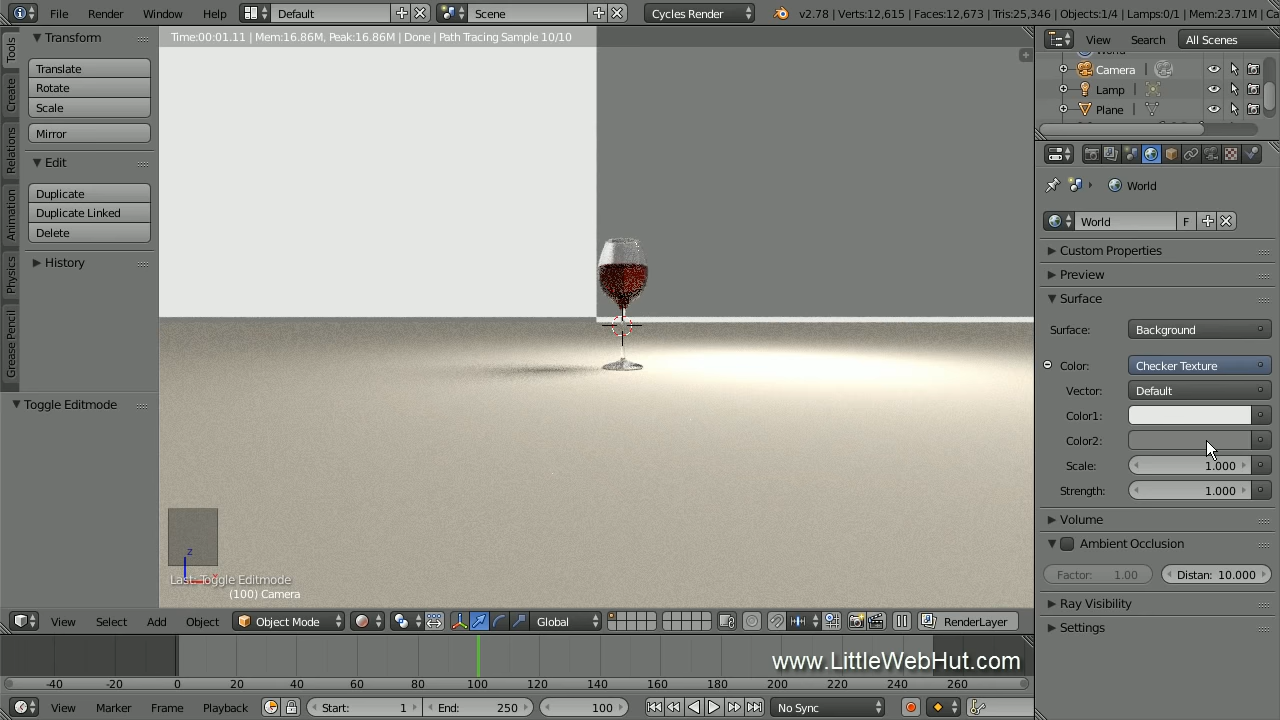 File Render Window Help Default Scene Cycles Render v2.78 | Verts:12,615 | Faces:12,673 | Tris:25,346 | Objects:1/4 | Lamps:0/1 | Mem:23.71M | Ca
Time:00:01.11 | Mem:16.86M, Peak:16.86M | Done | Path Tracing Sample 10/10
Tools
Create
Relations
Animation
Physics
Grease Pencil
Transform
Translate
Rotate
Scale
Mirror
Edit
Duplicate
Duplicate Linked
Delete
History
Toggle Editmode
z
Last: Toggle Editmode
(100) Camera
View Select Add Object Object Mode Global RenderLayer
www.LittleWebHut.com
-40 -20 0 20 40 60 80 100 120 140 160 180 200 220 240 260
View Marker Frame Playback Start: 1 End: 250 100 No Sync
View Search All Scenes
Camera
Lamp
Plane
World
World F
Custom Properties
Preview
Surface
Surface: Background
Color: Checker Texture
Vector: Default
Color1:
Color2:
Scale: 1.000
Strength: 1.000
Volume
Ambient Occlusion
Factor: 1.00 Distan: 10.000
Ray Visibility
Settings